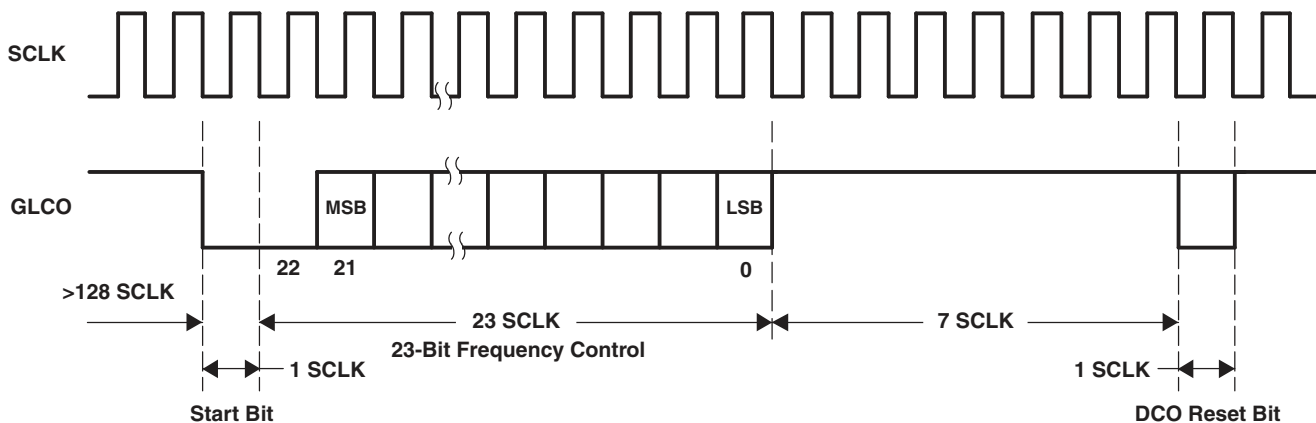 SCLK
GLCO
MSB
LSB
22
21
0
>128 SCLK
23 SCLK
7 SCLK
23-Bit Frequency Control
1 SCLK
1 SCLK
Start Bit
DCO Reset Bit